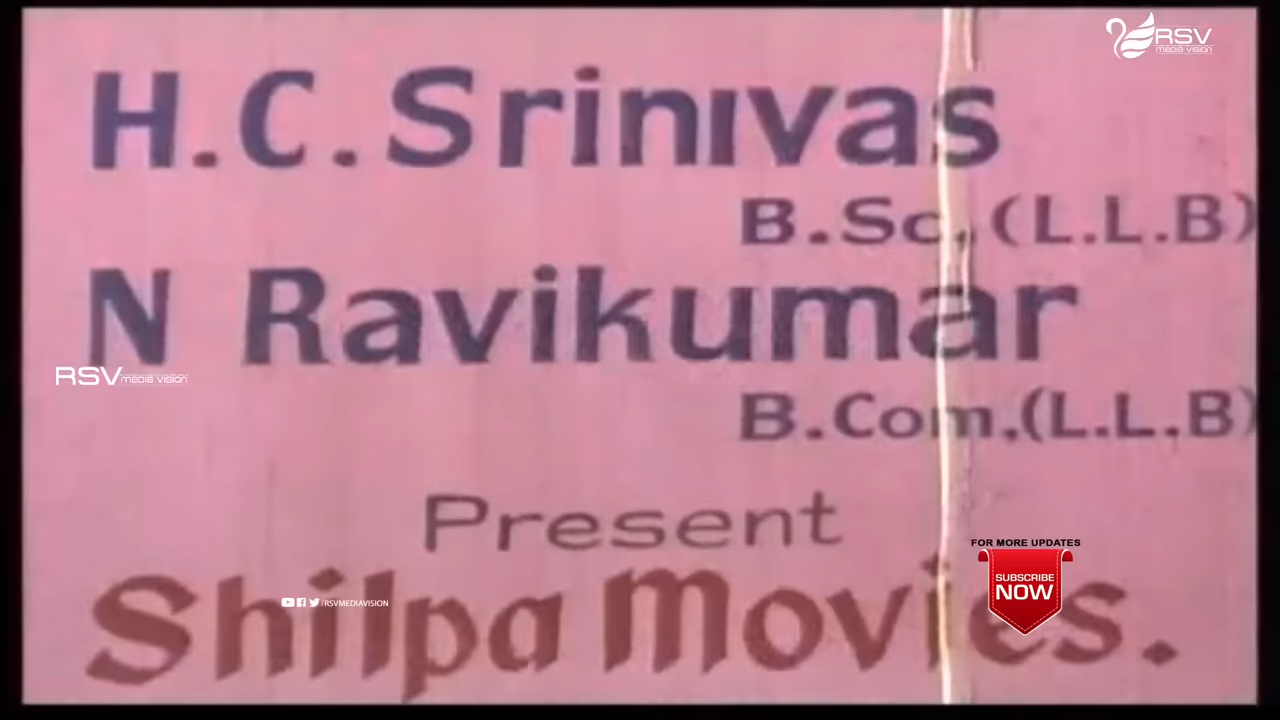 RSV
media vision
H.C.Srinivas
B.Sc,(L.L.B)
N Ravikumar
RSV media vision
B.Com,(L.L.B)
Present
FOR MORE UPDATES
SUBSCRIBE
NOW
/RSVMEDIAVISION
Shilpa Movies.